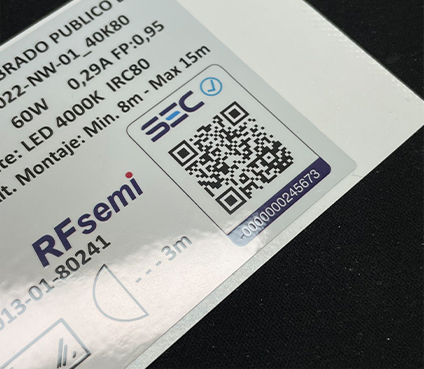 BRADO PUBLICO
022-NW-01_40K80
60W 0,29A FP:0,95
te: LED 4000K IRC80
lt. Montaje: Min. 8m - Max 15m
SEC
-0000000245673
RFsemi
013-01-80241
3m